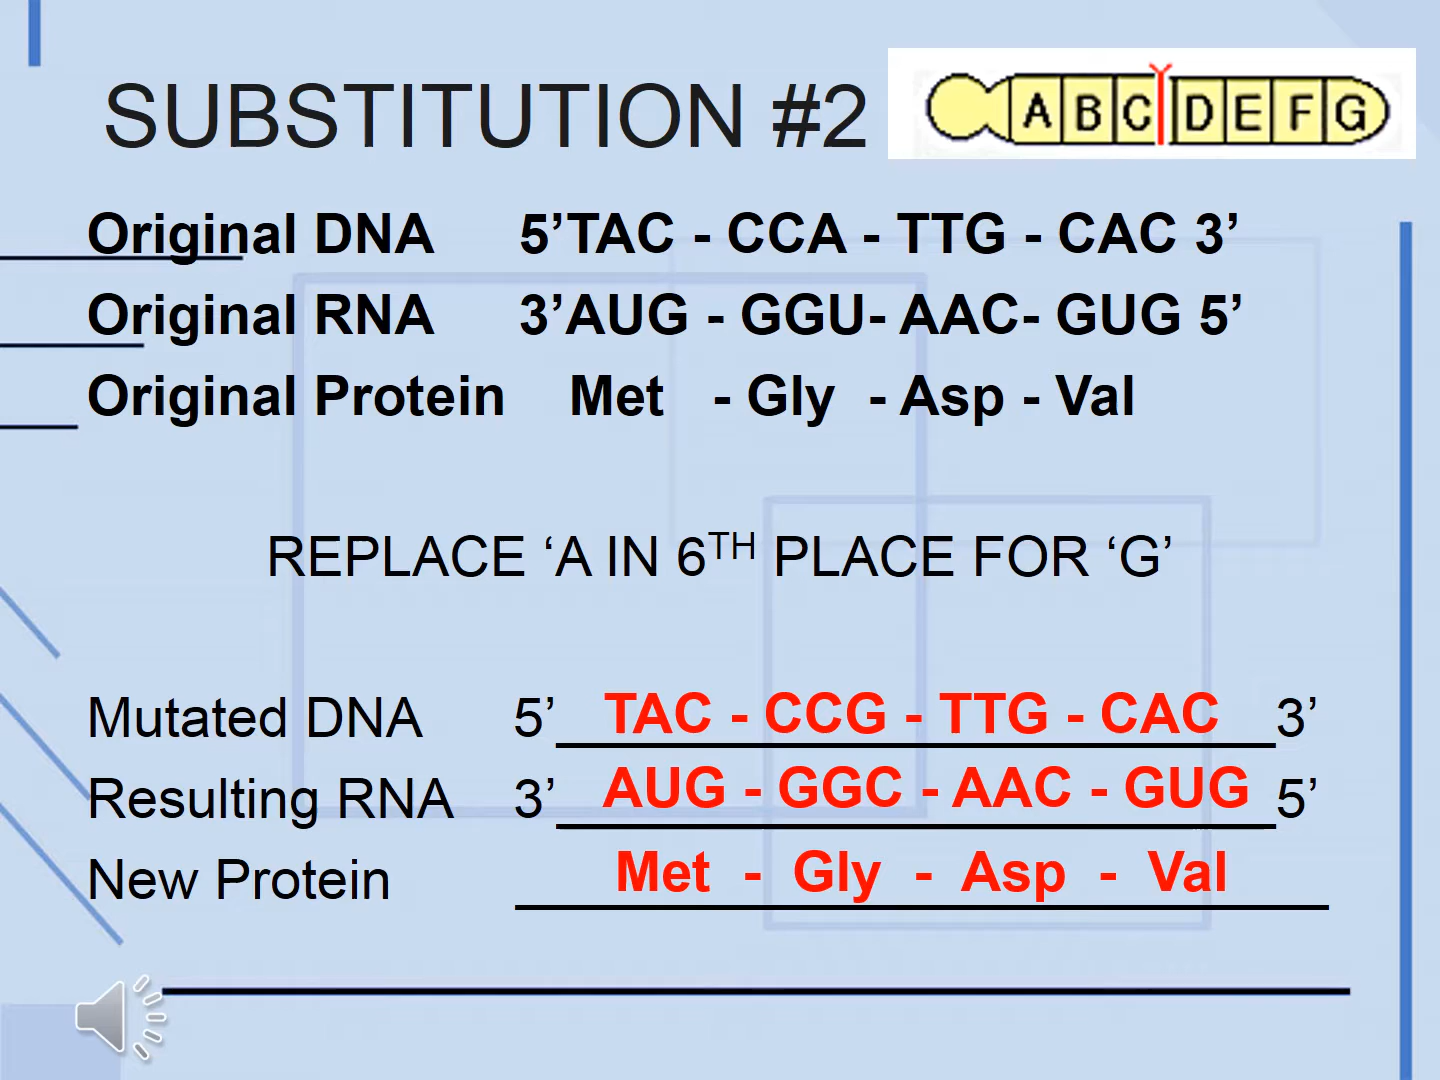 SUBSTITUTION #2
A B C D E F G
Original DNA 5’TAC - CCA - TTG - CAC 3’
Original RNA 3’AUG - GGU- AAC- GUG 5’
Original Protein Met - Gly - Asp - Val
REPLACE ‘A IN 6TH PLACE FOR ‘G’
Mutated DNA 5’ TAC - CCG - TTG - CAC 3’
Resulting RNA 3’ AUG - GGC - AAC - GUG 5’
New Protein Met - Gly - Asp - Val